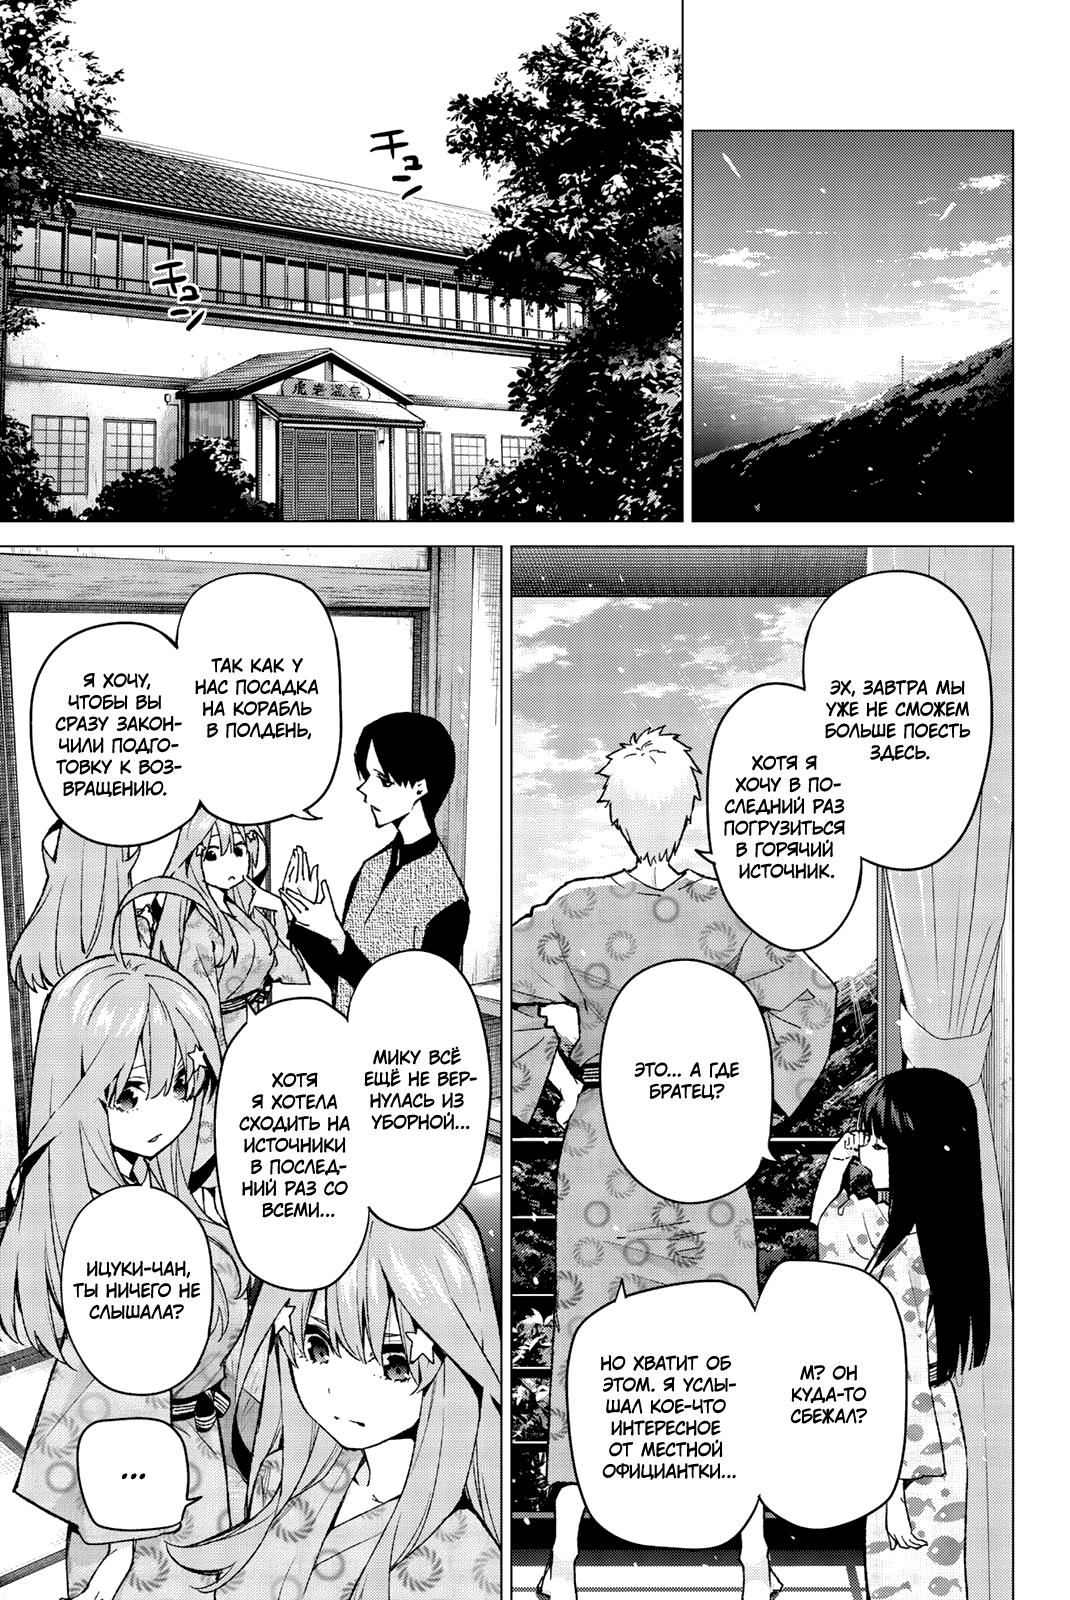 チュン
チュン
虎岩温泉
ЭХ, ЗАВТРА МЫ
УЖЕ НЕ СМОЖЕМ
БОЛЬШЕ ПОЕСТЬ
ЗДЕСЬ.
ХОТЯ Я
ХОЧУ В ПО-
СЛЕДНИЙ РАЗ
ПОГРУЗИТЬСЯ
В ГОРЯЧИЙ
ИСТОЧНИК.
ЭТО... А ГДЕ
БРАТЕЦ?
М? ОН
КУДА-ТО
СБЕЖАЛ?
НО ХВАТИТ ОБ
ЭТОМ. Я УСЛЫ-
ШАЛ КОЕ-ЧТО
ИНТЕРЕСНОЕ
ОТ МЕСТНОЙ
ОФИЦИАНТКИ...
ТАК КАК У
НАС ПОСАДКА
НА КОРАБЛЬ
В ПОЛДЕНЬ,
Я ХОЧУ,
ЧТОБЫ ВЫ
СРАЗУ ЗАКОН-
ЧИЛИ ПОДГО-
ТОВКУ К ВОЗ-
ВРАЩЕНИЮ.
МИКУ ВСЁ
ЕЩЁ НЕ ВЕР-
НУЛАСЬ ИЗ
УБОРНОЙ...
ХОТЯ
Я ХОТЕЛА
СХОДИТЬ НА
ИСТОЧНИКИ
В ПОСЛЕД-
НИЙ РАЗ СО
ВСЕМИ...
ИЦУКИ-ЧАН,
ТЫ НИЧЕГО НЕ
СЛЫШАЛА?
...